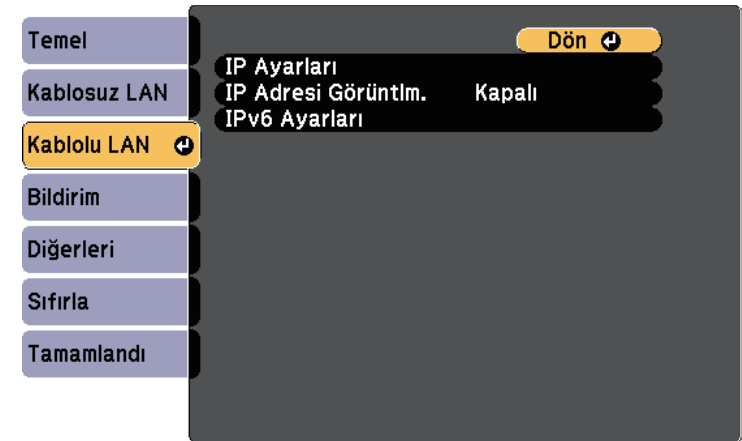 Temel
Kablosuz LAN
Kablolu LAN
Bildirim
Diğerleri
Sıfırla
Tamamlandı
Dön
IP Ayarları
IP Adresi Görüntlm. Kapalı
IPv6 Ayarları